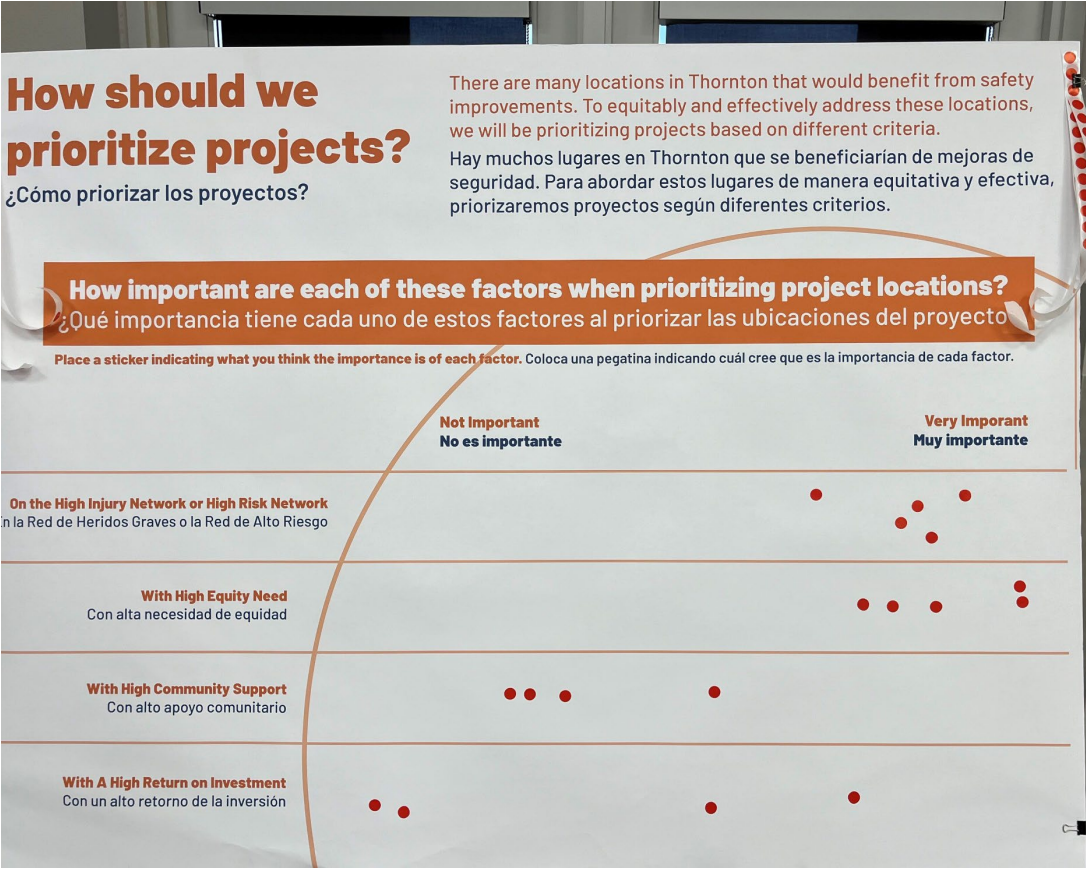 How should we
prioritize projects?
¿Cómo priorizar los proyectos?
There are many locations in Thornton that would benefit from safety
improvements. To equitably and effectively address these locations,
we will be prioritizing projects based on different criteria.
Hay muchos lugares en Thornton que se beneficiarían de mejoras de
seguridad. Para abordar estos lugares de manera equitativa y efectiva,
priorizaremos proyectos según diferentes criterios.
How important are each of these factors when prioritizing project locations?
¿Qué importancia tiene cada uno de estos factores al priorizar las ubicaciones del proyecto
Place a sticker indicating what you think the importance is of each factor. Coloca una pegatina indicando cuál cree que es la importancia de cada factor.
Not Important
No es importante
Very Imporant
Muy importante
On the High Injury Network or High Risk Network
En la Red de Heridos Graves o la Red de Alto Riesgo
With High Equity Need
Con alta necesidad de equidad
With High Community Support
Con alto apoyo comunitario
With A High Return on Investment
Con un alto retorno de la inversión